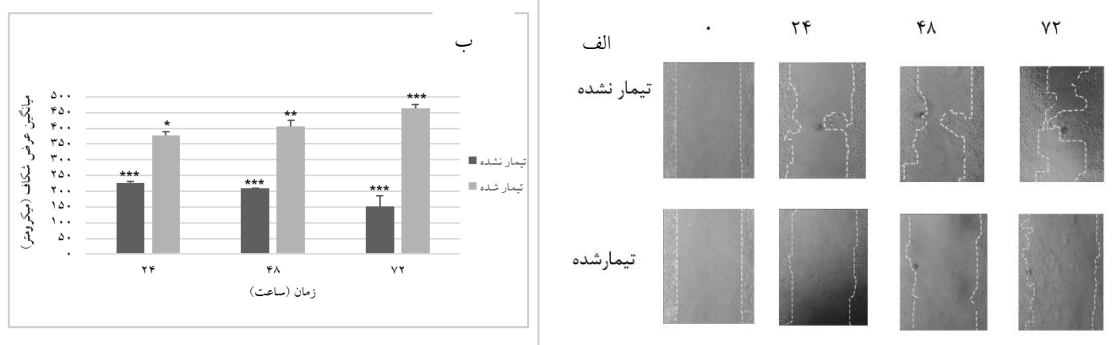 الف
۰ ۲۴ ۴۸ ۷۲
تیمار نشده
تیمارشده
ب
میانگین عرض شکاف (میکرومتر)
۵۰۰
۴۵۰
۴۰۰
۳۵۰
۳۰۰
۲۵۰
۲۰۰
۱۵۰
۱۰۰
۵۰
۰
*** * *** ** *** ***
۲۴ ۴۸ ۷۲
زمان (ساعت)
تیمار نشده
تیمار شده